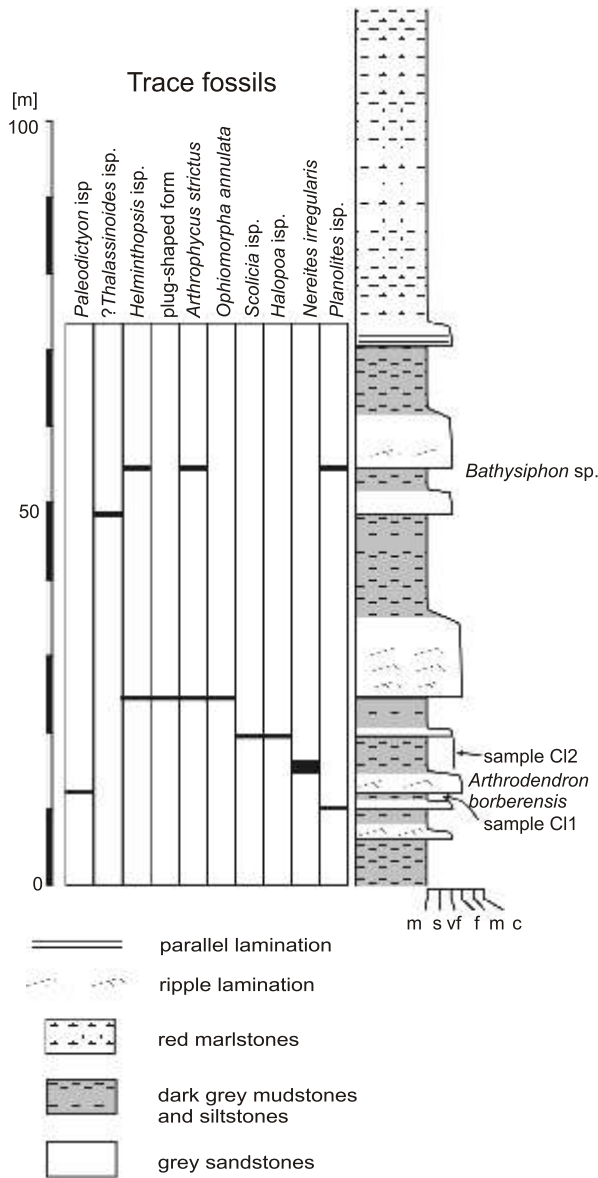 Trace fossils
[m]
100
50
0
Paleodictyon isp
?Thalassinoides isp.
Helminthopsis isp.
plug-shaped form
Arthrophycus strictus
Ophiomorpha annulata
Scolicia isp.
Halopoa isp.
Nereites irregularis
Planolites isp.
Bathysiphon sp.
sample Cl2
Arthrodendron
borberensis
sample Cl1
m s vf f m c
parallel lamination
ripple lamination
red marlstones
dark grey mudstones
and siltstones
grey sandstones